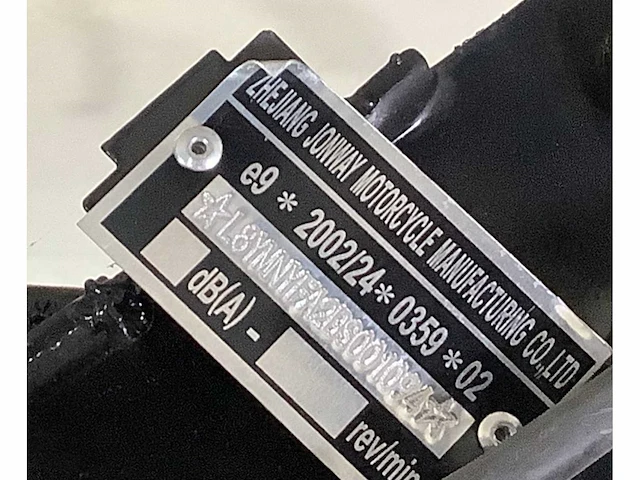 ZHEJIANG JONWAY MOTORCYCLE MANUFACTURING CO.,LTD
e9 * 2002/24* 0359 * 02
dB(A) -
rev/min